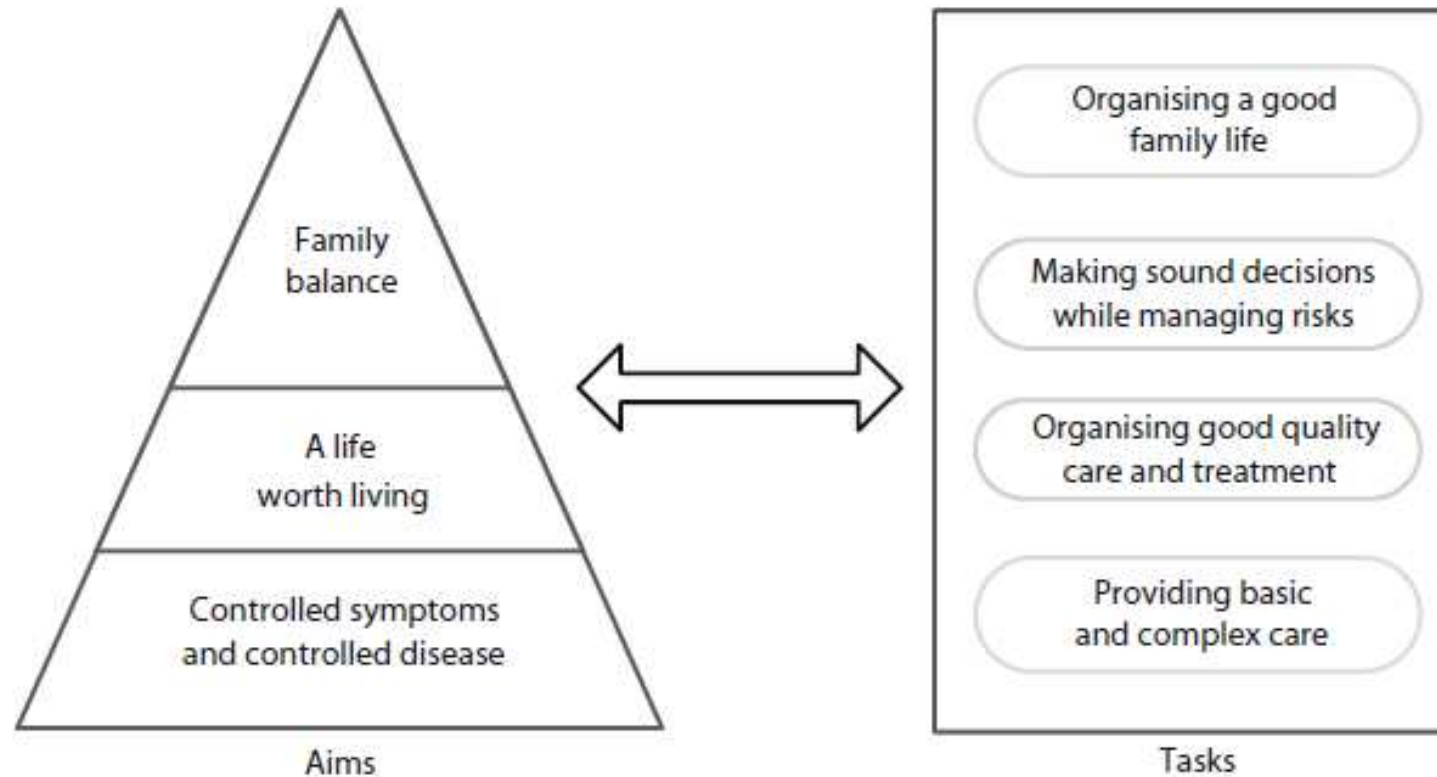 Family
balance
A life
worth living
Controlled symptoms
and controlled disease
Aims
Organising a good
family life
Making sound decisions
while managing risks
Organising good quality
care and treatment
Providing basic
and complex care
Tasks